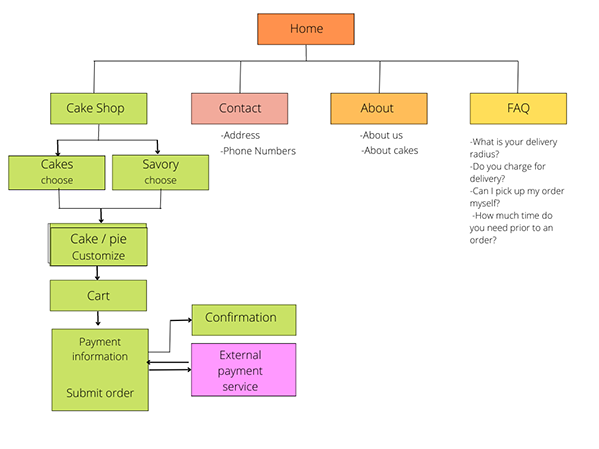 Home
Cake Shop
Contact
About
FAQ
-Address
-Phone Numbers
-About us
-About cakes
-What is your delivery
radius?
-Do you charge for
delivery?
-Can I pick up my order
myself?
-How much time do
you need prior to an
order?
Cakes
choose
Savory
choose
Cake / pie
Customize
Cart
Payment
information
Submit order
Confirmation
External
payment
service